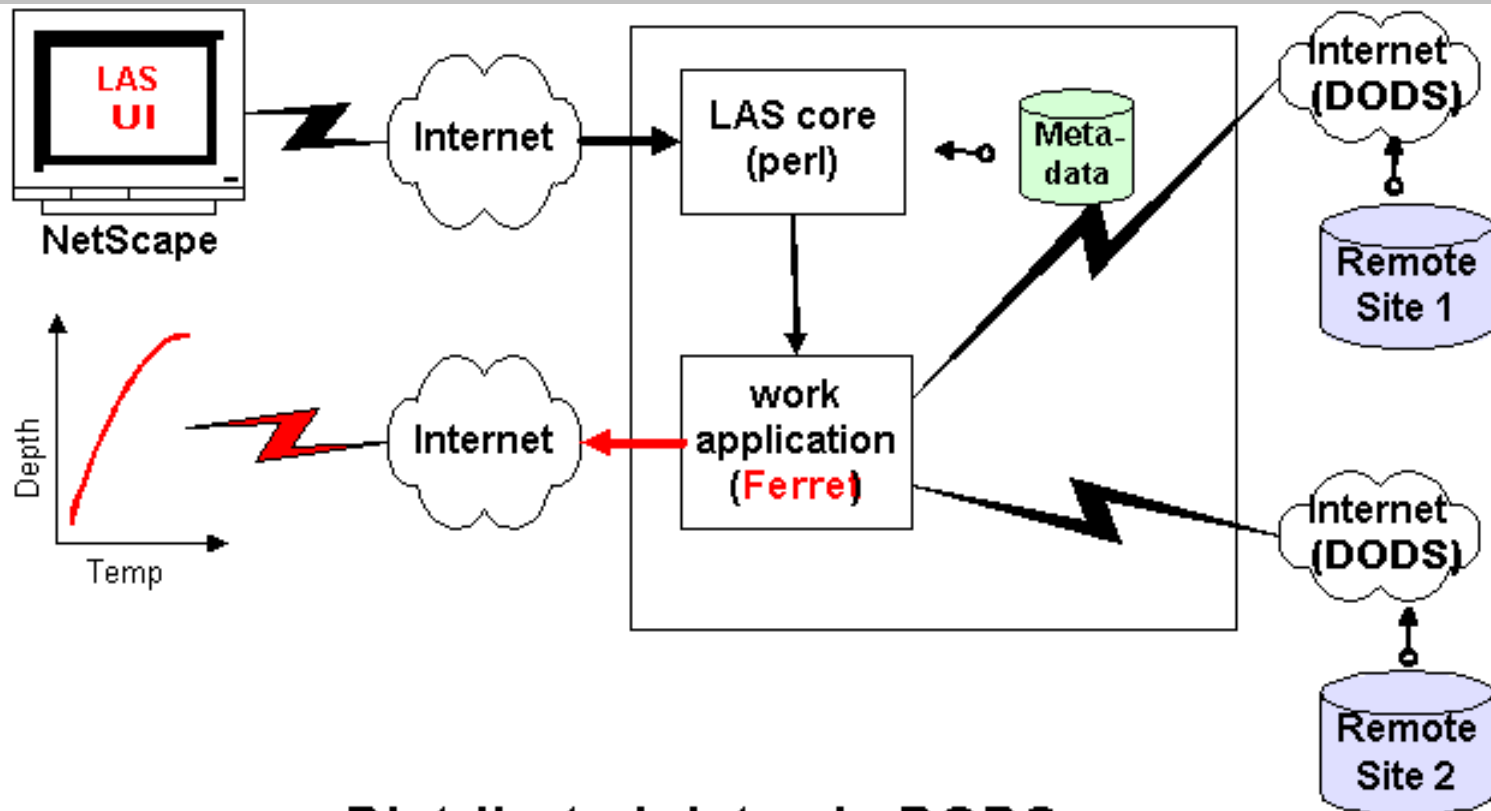 LAS
UI
NetScape
Internet
LAS core
(perl)
Meta-
data
Internet
(DODS)
Remote
Site 1
Depth
Temp
Internet
work
application
(Ferret)
Internet
(DODS)
Remote
Site 2